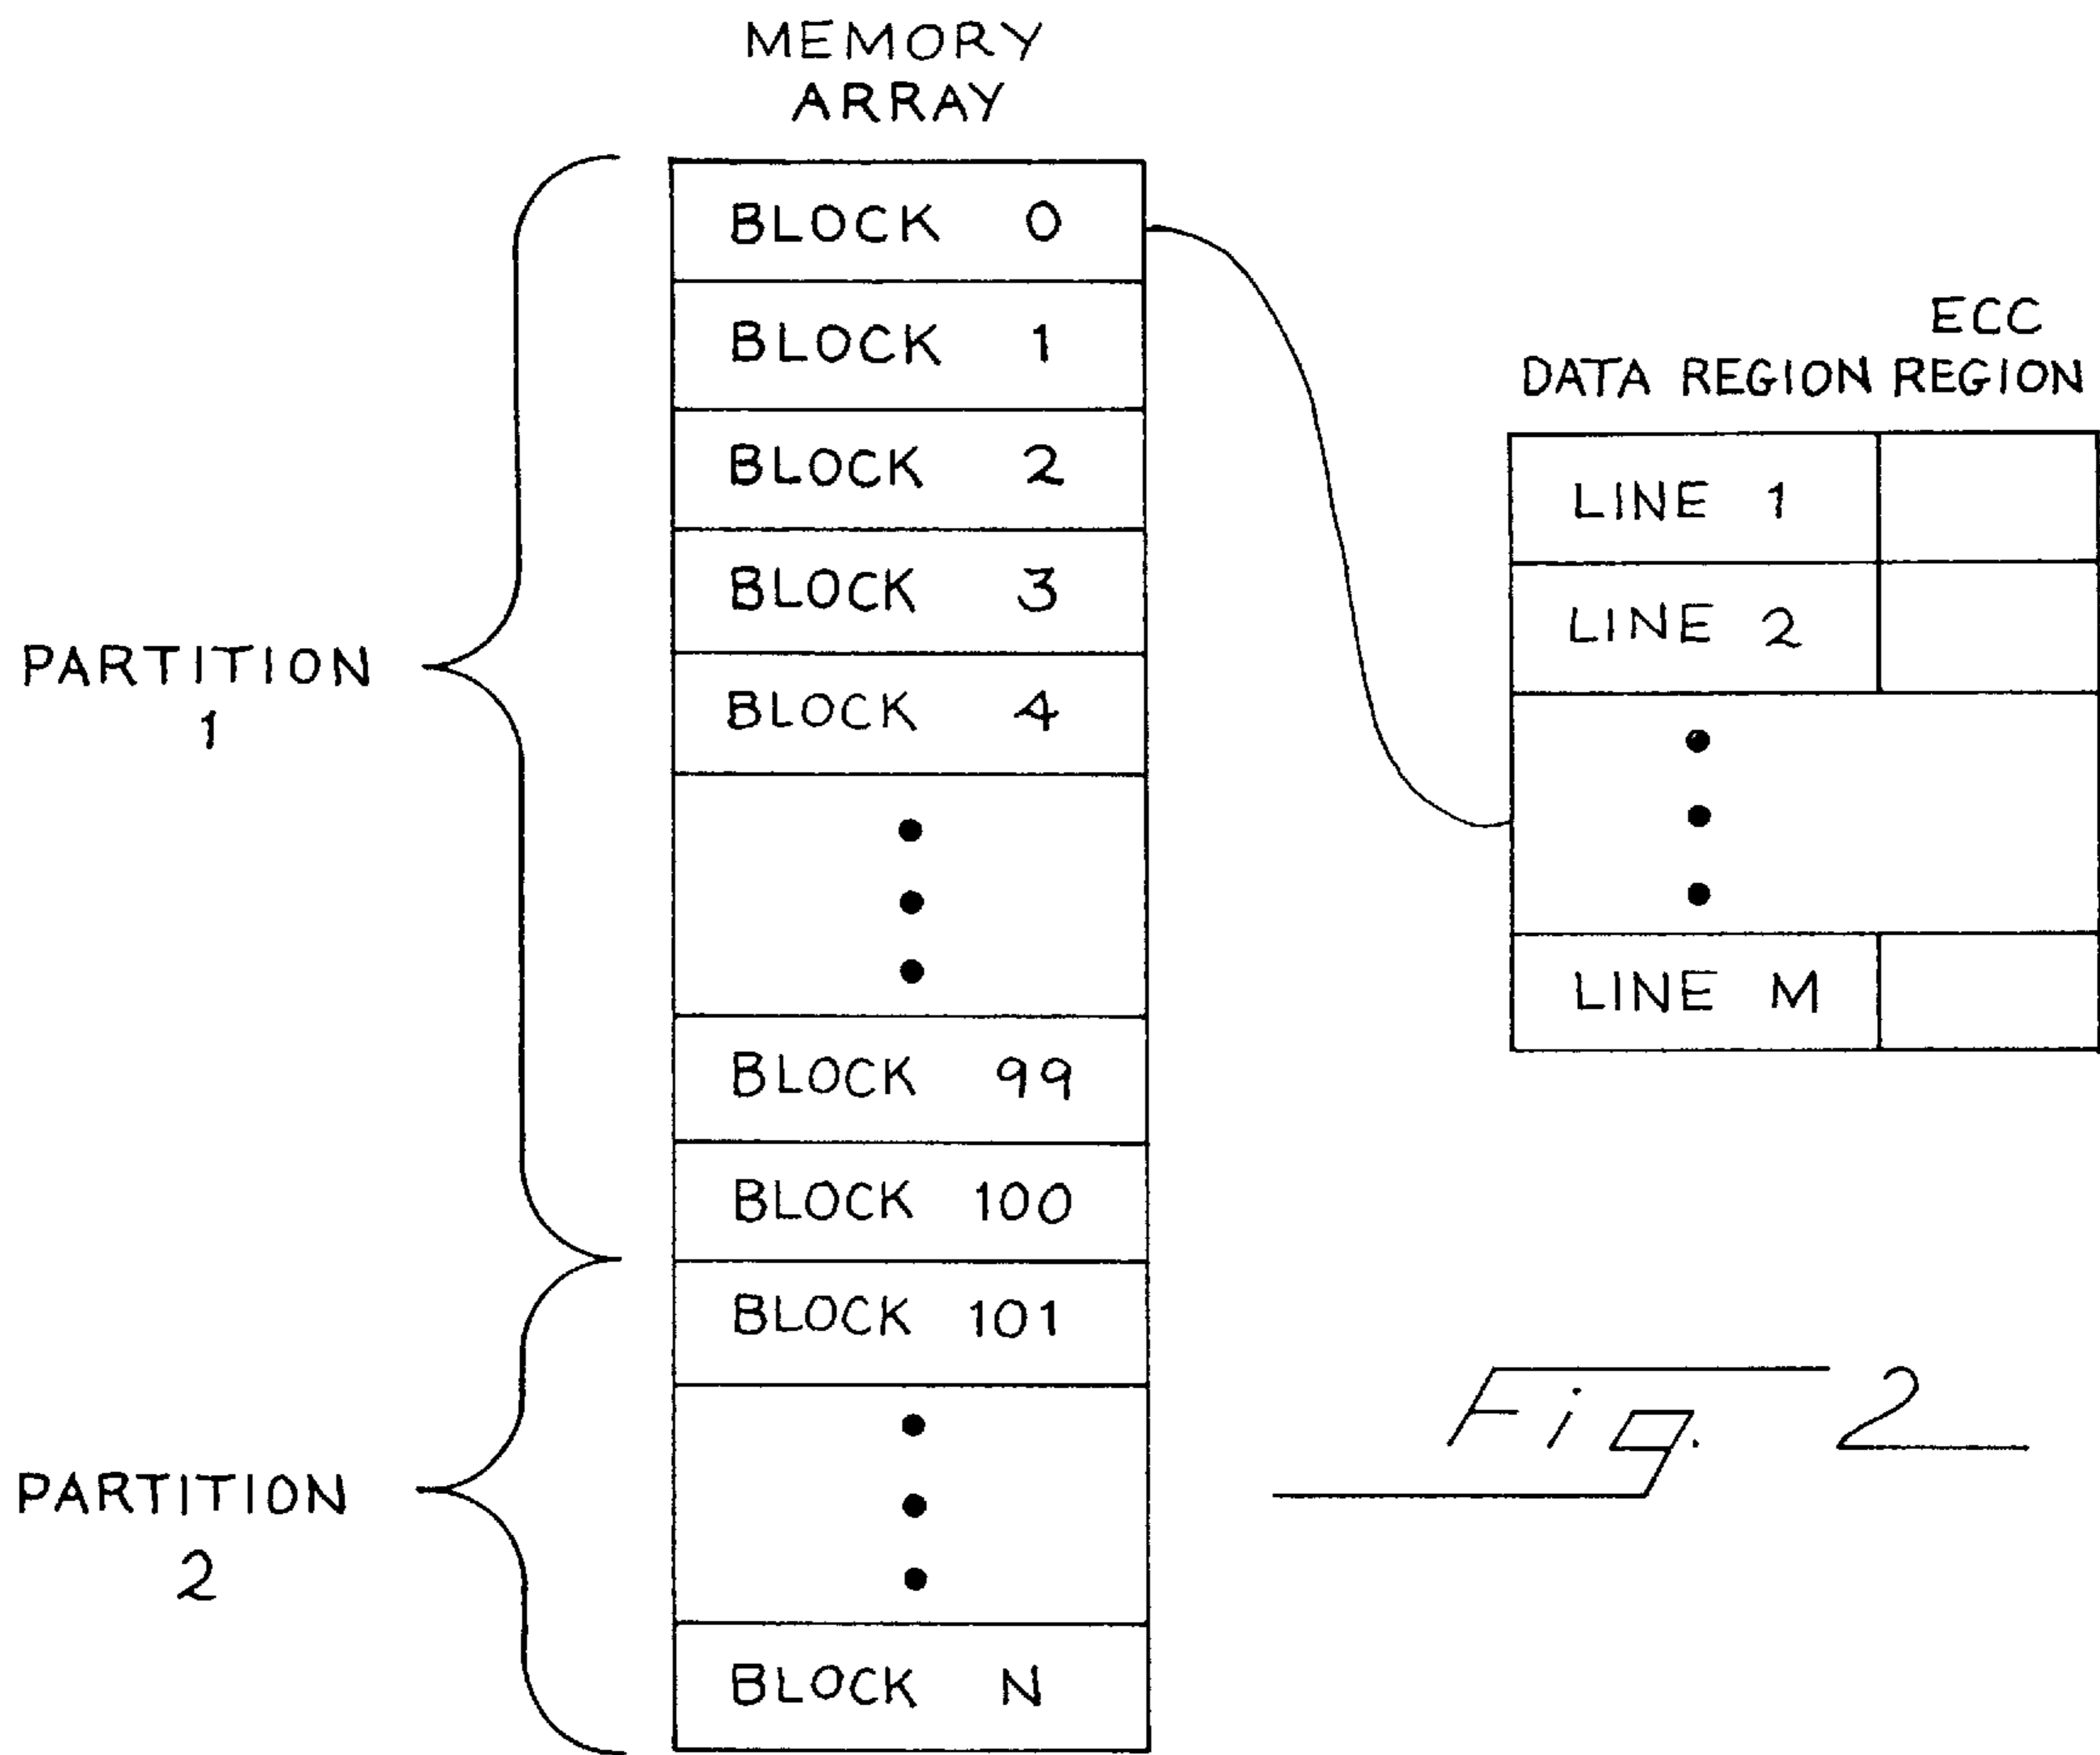 MEMORY
ARRAY
BLOCK 0
BLOCK 1
BLOCK 2
BLOCK 3
BLOCK 4
BLOCK 99
BLOCK 100
BLOCK 101
BLOCK N
PARTITION
1
PARTITION
2
ECC
DATA REGION REGION
LINE 1
LINE 2
LINE M
Fig. 2